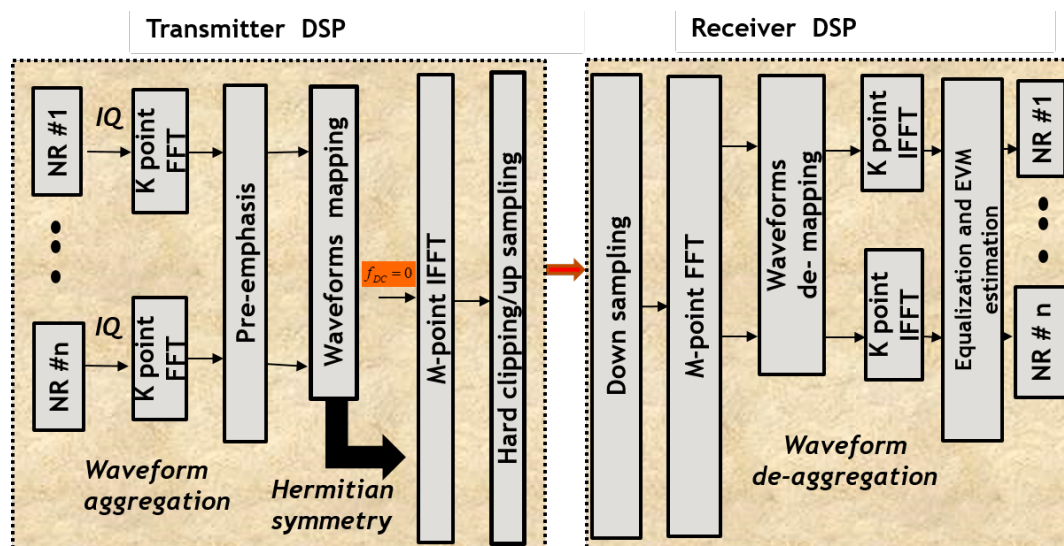 Transmitter DSP
NR #1
IQ
K point
FFT
NR #n
IQ
K point
FFT
Pre-emphasis
Waveforms mapping
f_{DC} = 0
M-point IFFT
Hard clipping/up sampling
Waveform
aggregation
Hermitian
symmetry
Receiver DSP
Down sampling
M-point FFT
Waveforms
de- mapping
K point
IFFT
K point
IFFT
Equalization and EVM
estimation
NR #1
NR # n
Waveform
de-aggregation